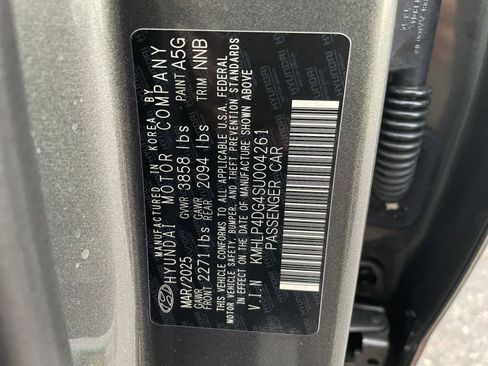 MANUFACTURED IN KOREA BY
HYUNDAI MOTOR COMPANY
MAR/2025 GVWR 3858 lbs PAINT A5G
GAWR FRONT 2271 lbs GAWR REAR 2094 lbs TRIM NNB
THIS VEHICLE CONFORMS TO ALL APPLICABLE U.S.A. FEDERAL
MOTOR VEHICLE SAFETY, BUMPER, AND THEFT PREVENTION STANDARDS
IN EFFECT ON THE DATE OF MANUFACTURE SHOWN ABOVE
V.I.N KMHLP4DG4SU004261
PASSENGER CAR